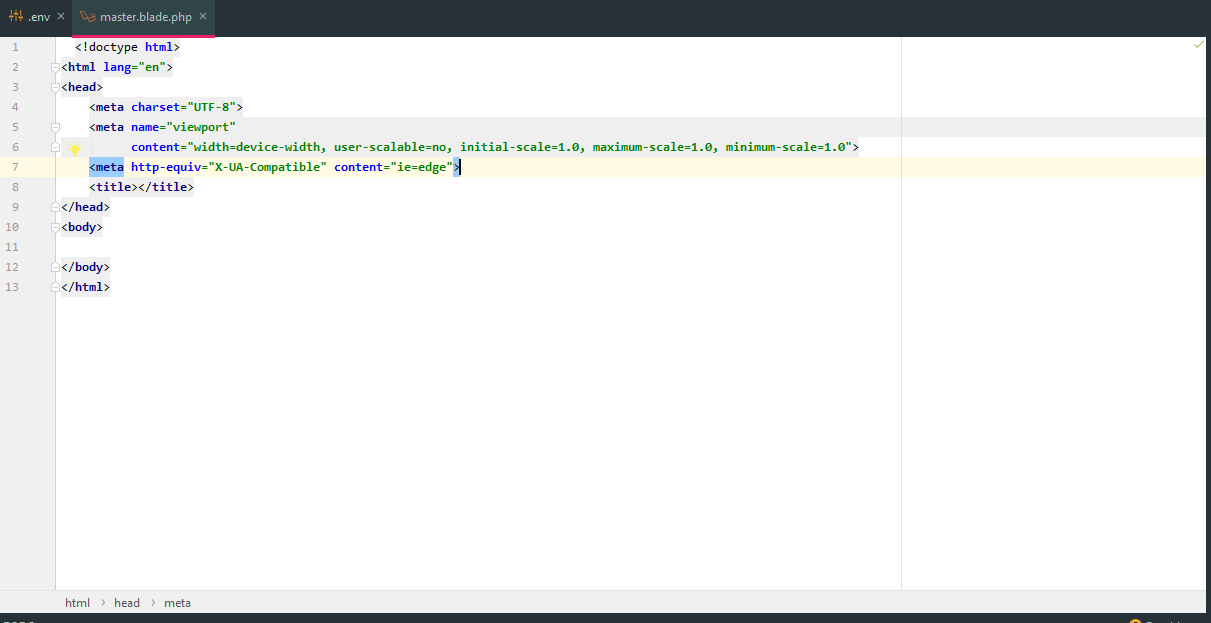 .env
master.blade.php
1 <!doctype html>
2 <html lang="en">
3 <head>
4 <meta charset="UTF-8">
5 <meta name="viewport"
6 content="width=device-width, user-scalable=no, initial-scale=1.0, maximum-scale=1.0, minimum-scale=1.0">
7 <meta http-equiv="X-UA-Compatible" content="ie=edge">
8 <title></title>
9 </head>
10 <body>
11
12 </body>
13 </html>
html › head › meta